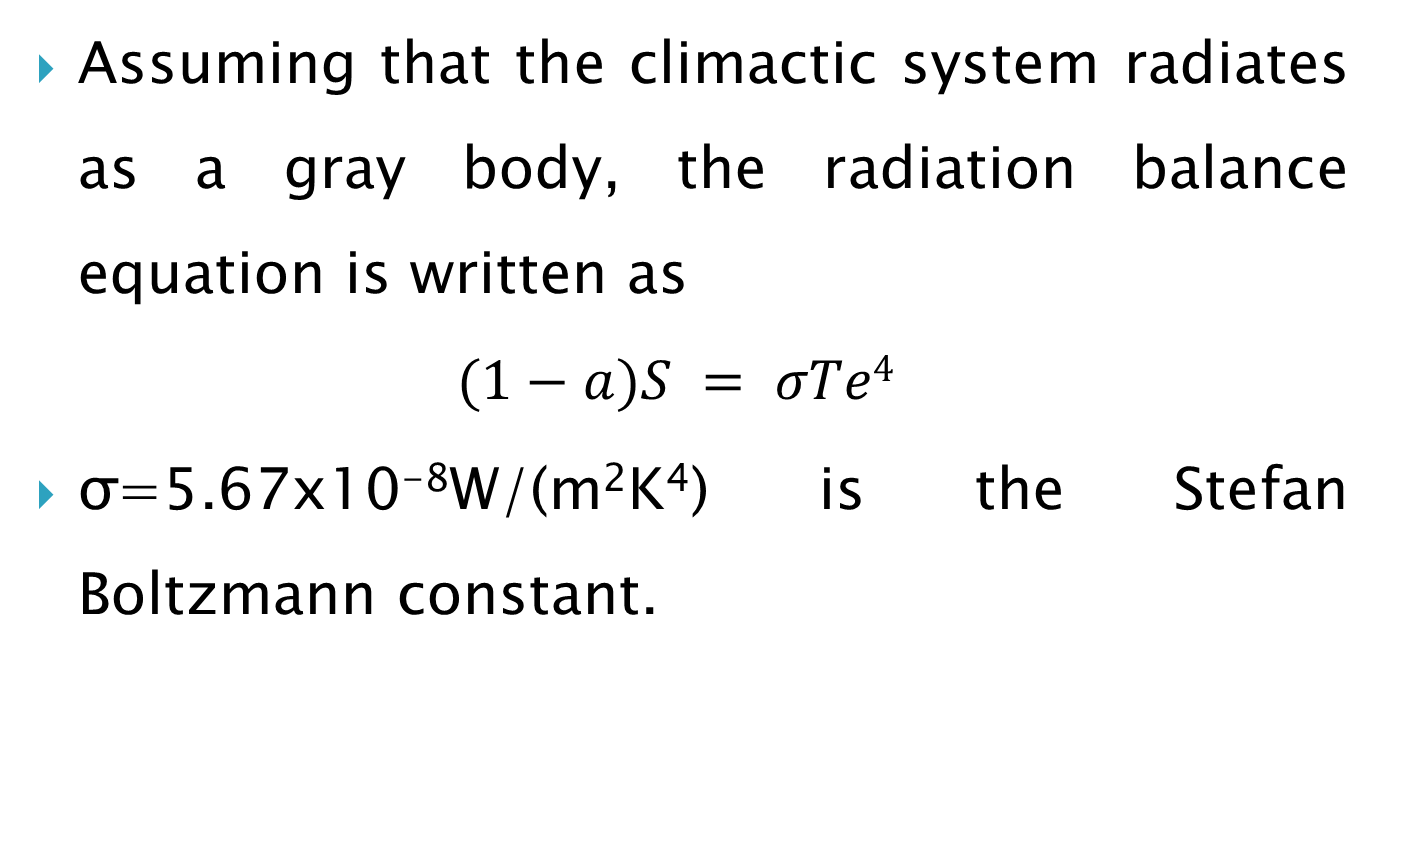 Assuming that the climactic system radiates
as a gray body, the radiation balance
equation is written as
(1 − a)S = σTe⁴
σ=5.67x10⁻⁸W/(m²K⁴) is the Stefan
Boltzmann constant.